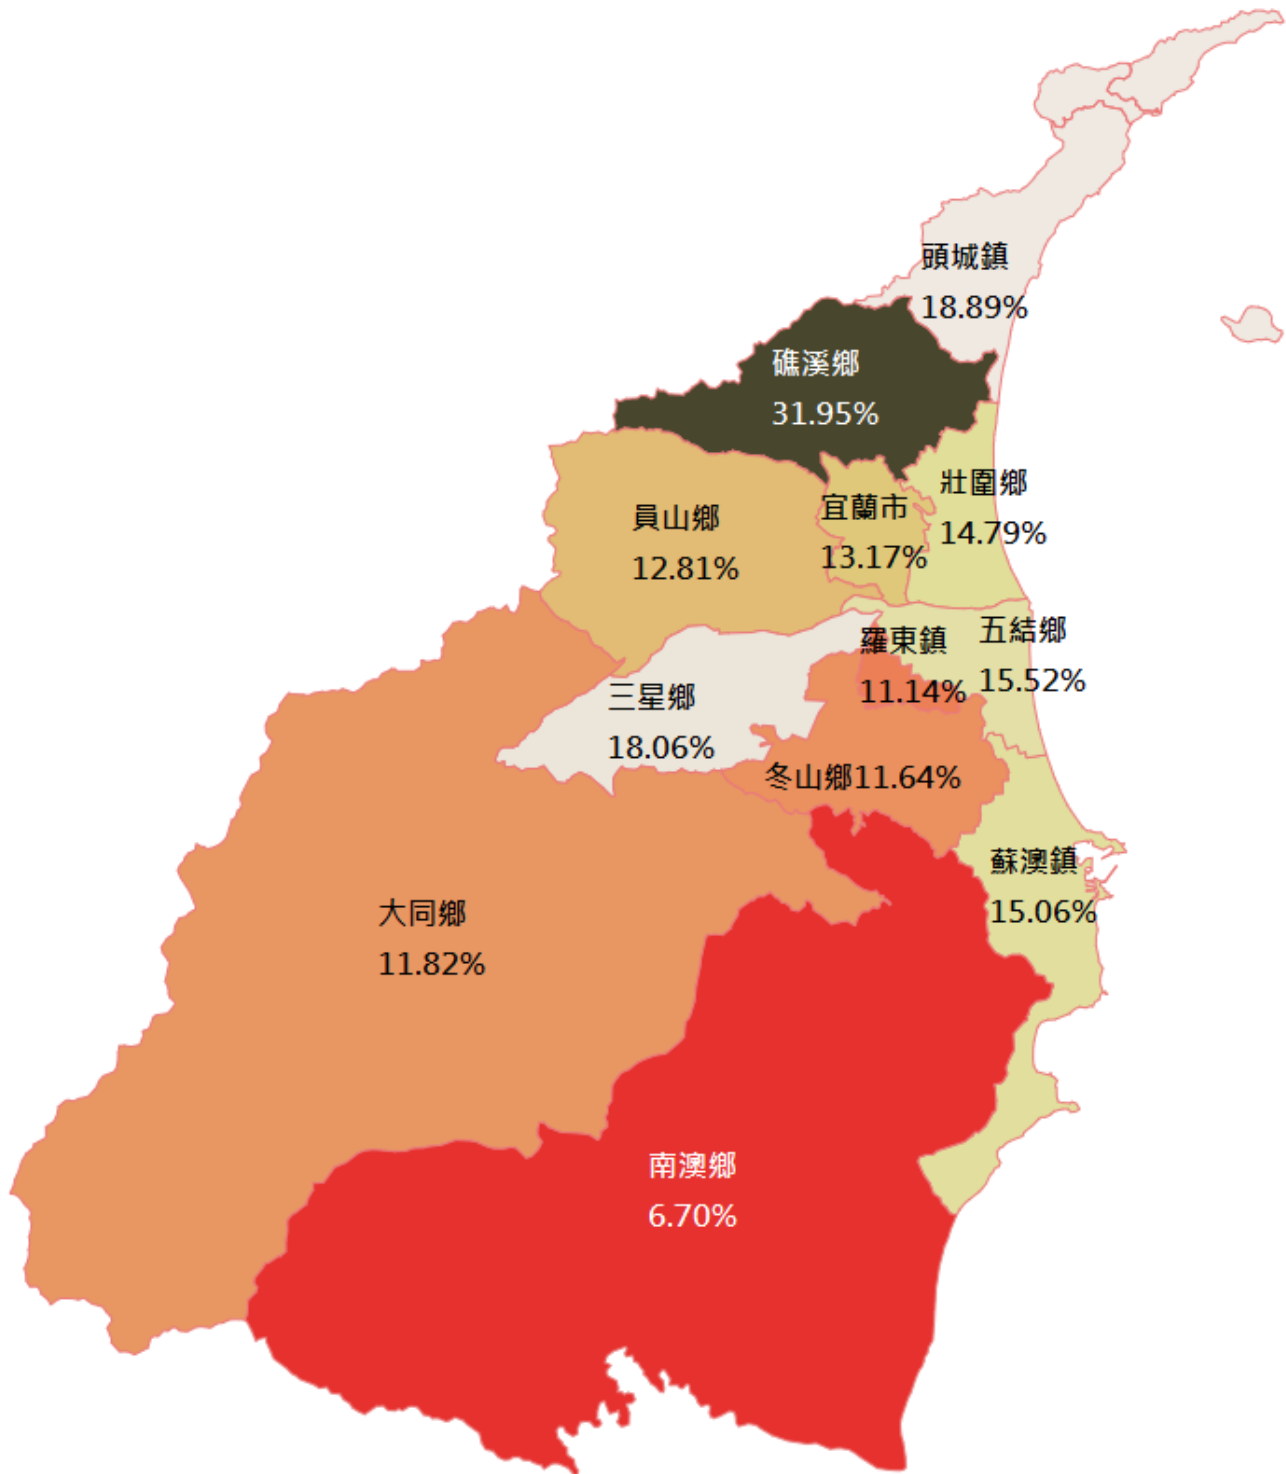 頭城鎮
18.89%
礁溪鄉
31.95%
壯圍鄉
14.79%
宜蘭市
13.17%
員山鄉
12.81%
五結鄉
15.52%
羅東鎮
11.14%
三星鄉
18.06%
冬山鄉11.64%
蘇澳鎮
15.06%
大同鄉
11.82%
南澳鄉
6.70%